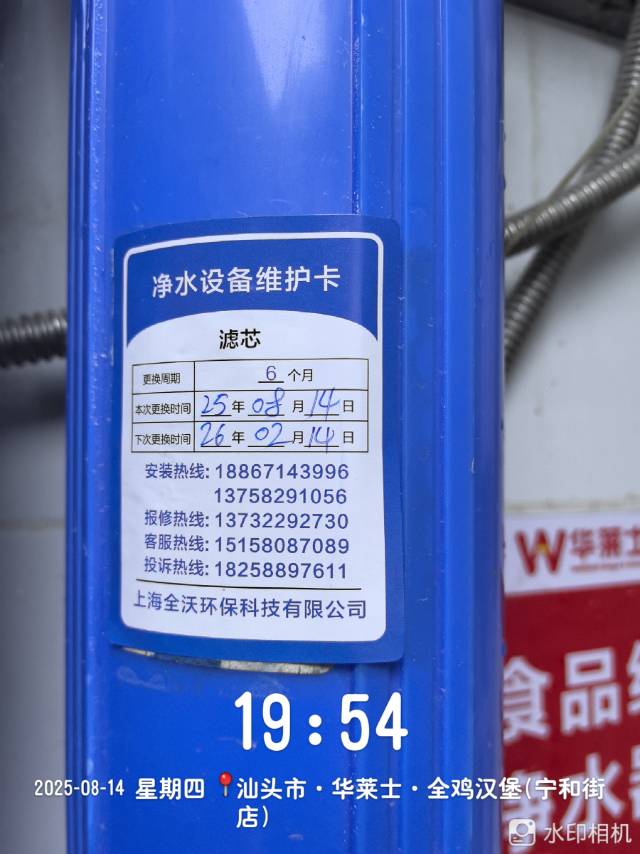 净水设备维护卡
滤芯
更换周期 6 个月
本次更换时间 25 年 08 月 14 日
下次更换时间 26 年 02 月 14 日
安装热线: 18867143996
13758291056
报修热线: 13732292730
客服热线: 15158087089
投诉热线: 18258897611
上海全沃环保科技有限公司
W华莱士
食品
水
19:54
2025-08-14 星期四 汕头市·华莱士·全鸡汉堡(宁和街
店)
水印相机